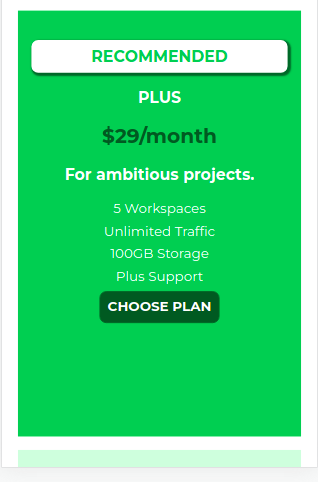 RECOMMENDED
PLUS
$29/month
For ambitious projects.
5 Workspaces
Unlimited Traffic
100GB Storage
Plus Support
CHOOSE PLAN